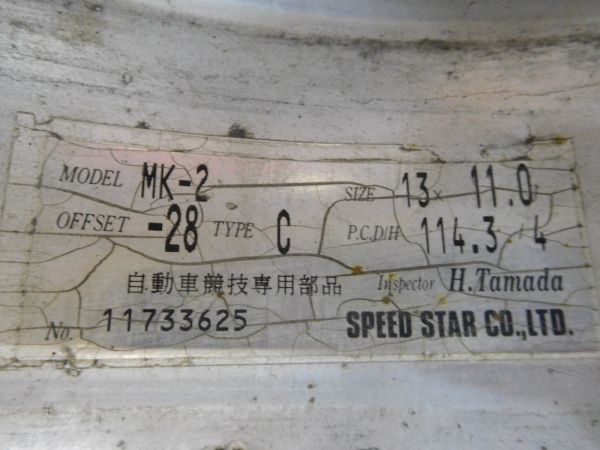 MODEL MK-2 SIZE 13 × 11.0J
OFFSET -28 TYPE C P.C.D/H 114.3 / 4
自動車競技専用部品 Inspector H.Tamada
No. 11733625 SPEED STAR CO.,LTD.